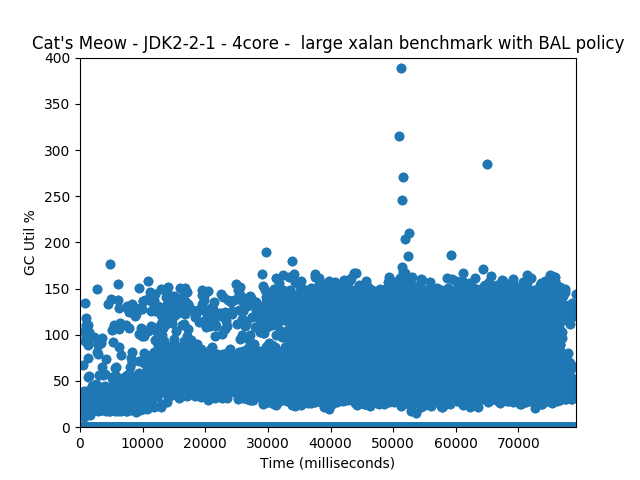 Cat's Meow - JDK2-2-1 - 4core -  large xalan benchmark with BAL policy
400
350
300
250
200
150
100
50
0
GC Util %
0 10000 20000 30000 40000 50000 60000 70000
Time (milliseconds)